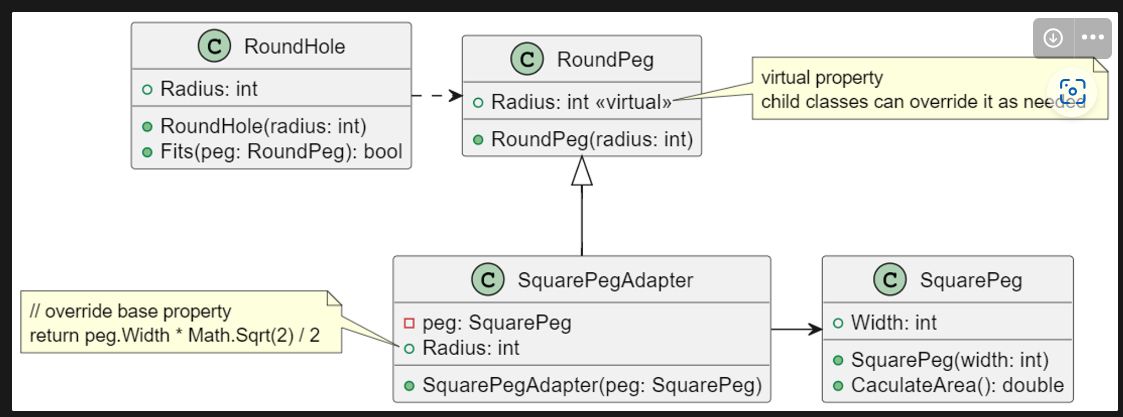 C RoundHole
Radius: int
RoundHole(radius: int)
Fits(peg: RoundPeg): bool
C RoundPeg
Radius: int «virtual»
RoundPeg(radius: int)
virtual property
child classes can override it as needed
// override base property
return peg.Width * Math.Sqrt(2) / 2
C SquarePegAdapter
peg: SquarePeg
Radius: int
SquarePegAdapter(peg: SquarePeg)
C SquarePeg
Width: int
SquarePeg(width: int)
CaculateArea(): double